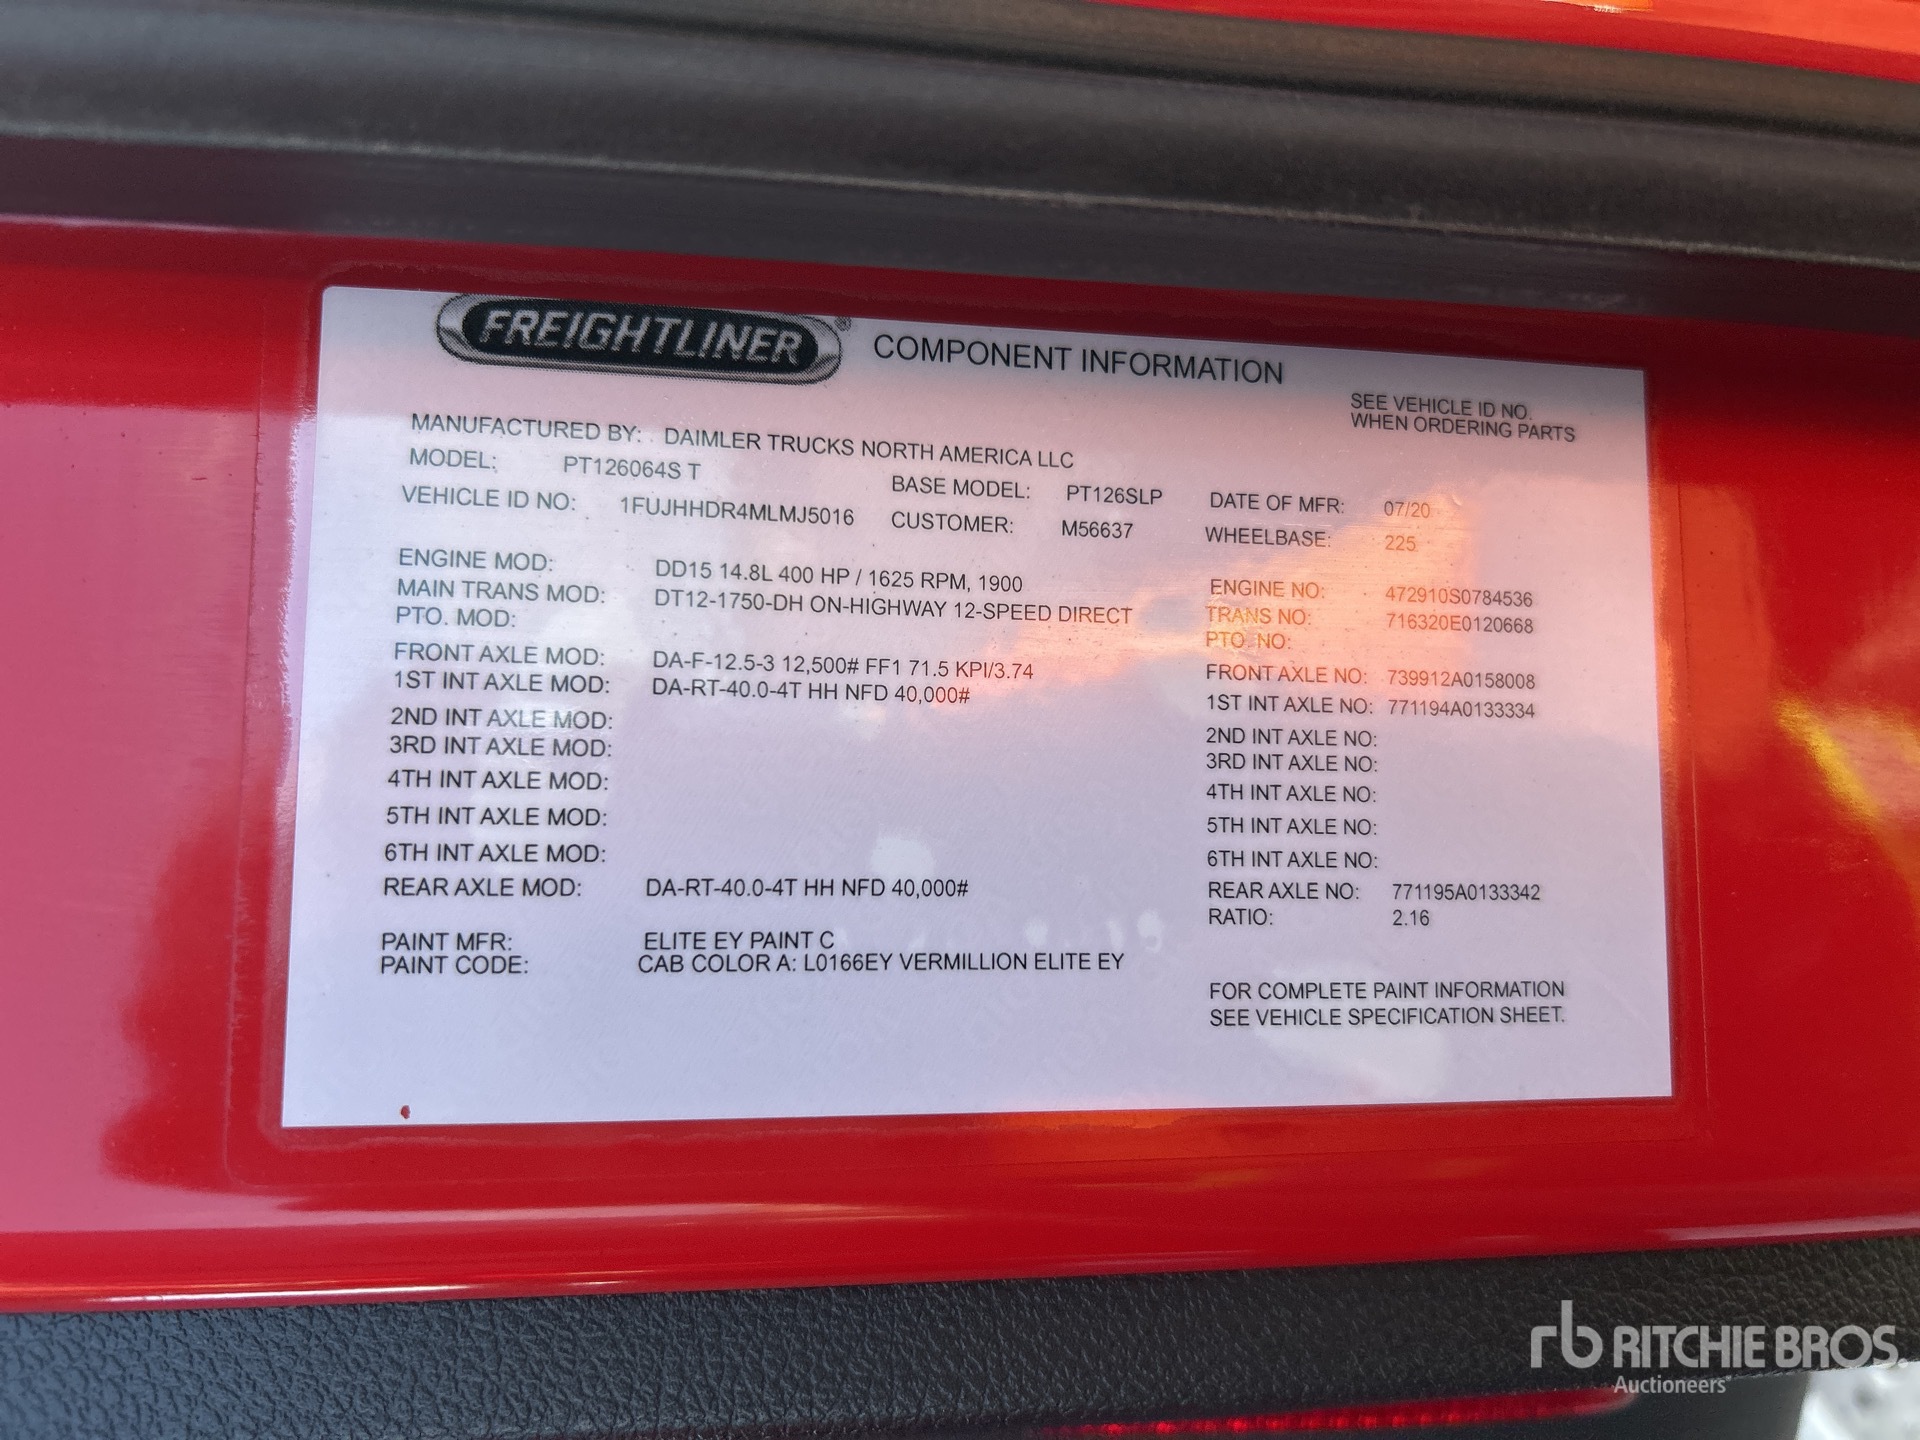 FREIGHTLINER® COMPONENT INFORMATION
SEE VEHICLE ID NO.
WHEN ORDERING PARTS
MANUFACTURED BY: DAIMLER TRUCKS NORTH AMERICA LLC
MODEL: PT126064S T BASE MODEL: PT126SLP DATE OF MFR: 07/20
VEHICLE ID NO: 1FUJHHDR4MLMJ5016 CUSTOMER: M56637 WHEELBASE: 225
ENGINE MOD: DD15 14.8L 400 HP / 1625 RPM, 1900 ENGINE NO: 472910S0784536
MAIN TRANS MOD: DT12-1750-DH ON-HIGHWAY 12-SPEED DIRECT TRANS NO: 716320E0120668
PTO. MOD: PTO. NO:
FRONT AXLE MOD: DA-F-12.5-3 12,500# FF1 71.5 KPI/3.74 FRONT AXLE NO: 739912A0158008
1ST INT AXLE MOD: DA-RT-40.0-4T HH NFD 40,000# 1ST INT AXLE NO: 771194A0133334
2ND INT AXLE MOD: 2ND INT AXLE NO:
3RD INT AXLE MOD: 3RD INT AXLE NO:
4TH INT AXLE MOD: 4TH INT AXLE NO:
5TH INT AXLE MOD: 5TH INT AXLE NO:
6TH INT AXLE MOD: 6TH INT AXLE NO:
REAR AXLE MOD: DA-RT-40.0-4T HH NFD 40,000# REAR AXLE NO: 771195A0133342
RATIO: 2.16
PAINT MFR: ELITE EY PAINT C
PAINT CODE: CAB COLOR A: L0166EY VERMILLION ELITE EY
FOR COMPLETE PAINT INFORMATION
SEE VEHICLE SPECIFICATION SHEET.
rb RITCHIE BROS.
Auctioneers